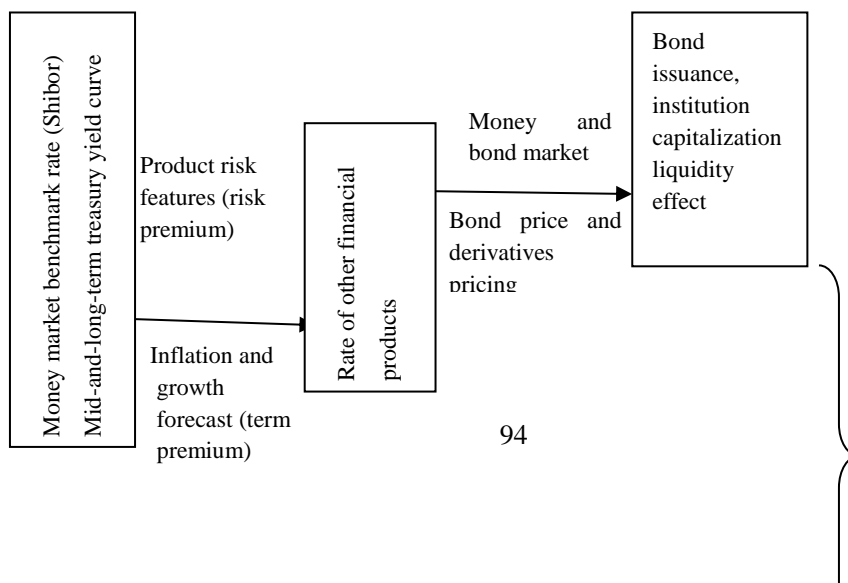 Money market benchmark rate (Shibor)
Mid-and-long-term treasury yield curve
Product risk
features (risk
premium)
Inflation and
growth
forecast (term
premium)
Rate of other financial
products
Money and
bond market
Bond price and
derivatives
pricing
Bond
issuance,
institution
capitalization
liquidity
effect
94